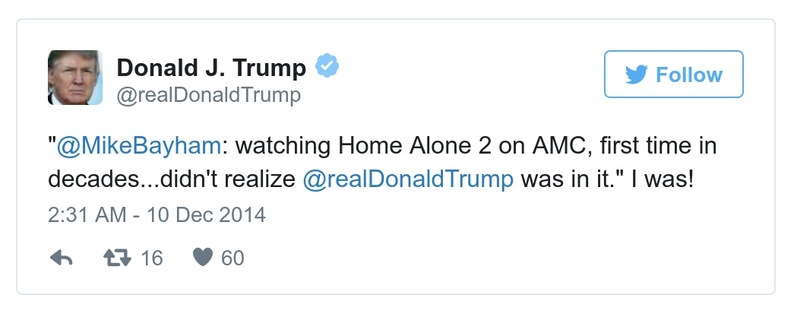 Donald J. Trump
@realDonaldTrump
Follow
"@MikeBayham: watching Home Alone 2 on AMC, first time in
decades...didn't realize @realDonaldTrump was in it." I was!
2:31 AM - 10 Dec 2014
16
60